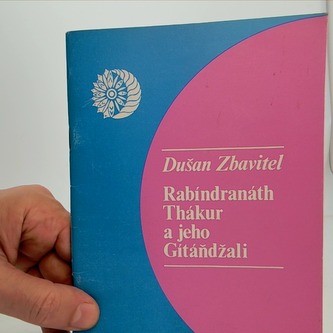 Dušan Zbavitel
Rabíndranáth
Thákur
a jeho
Gítáňdžali